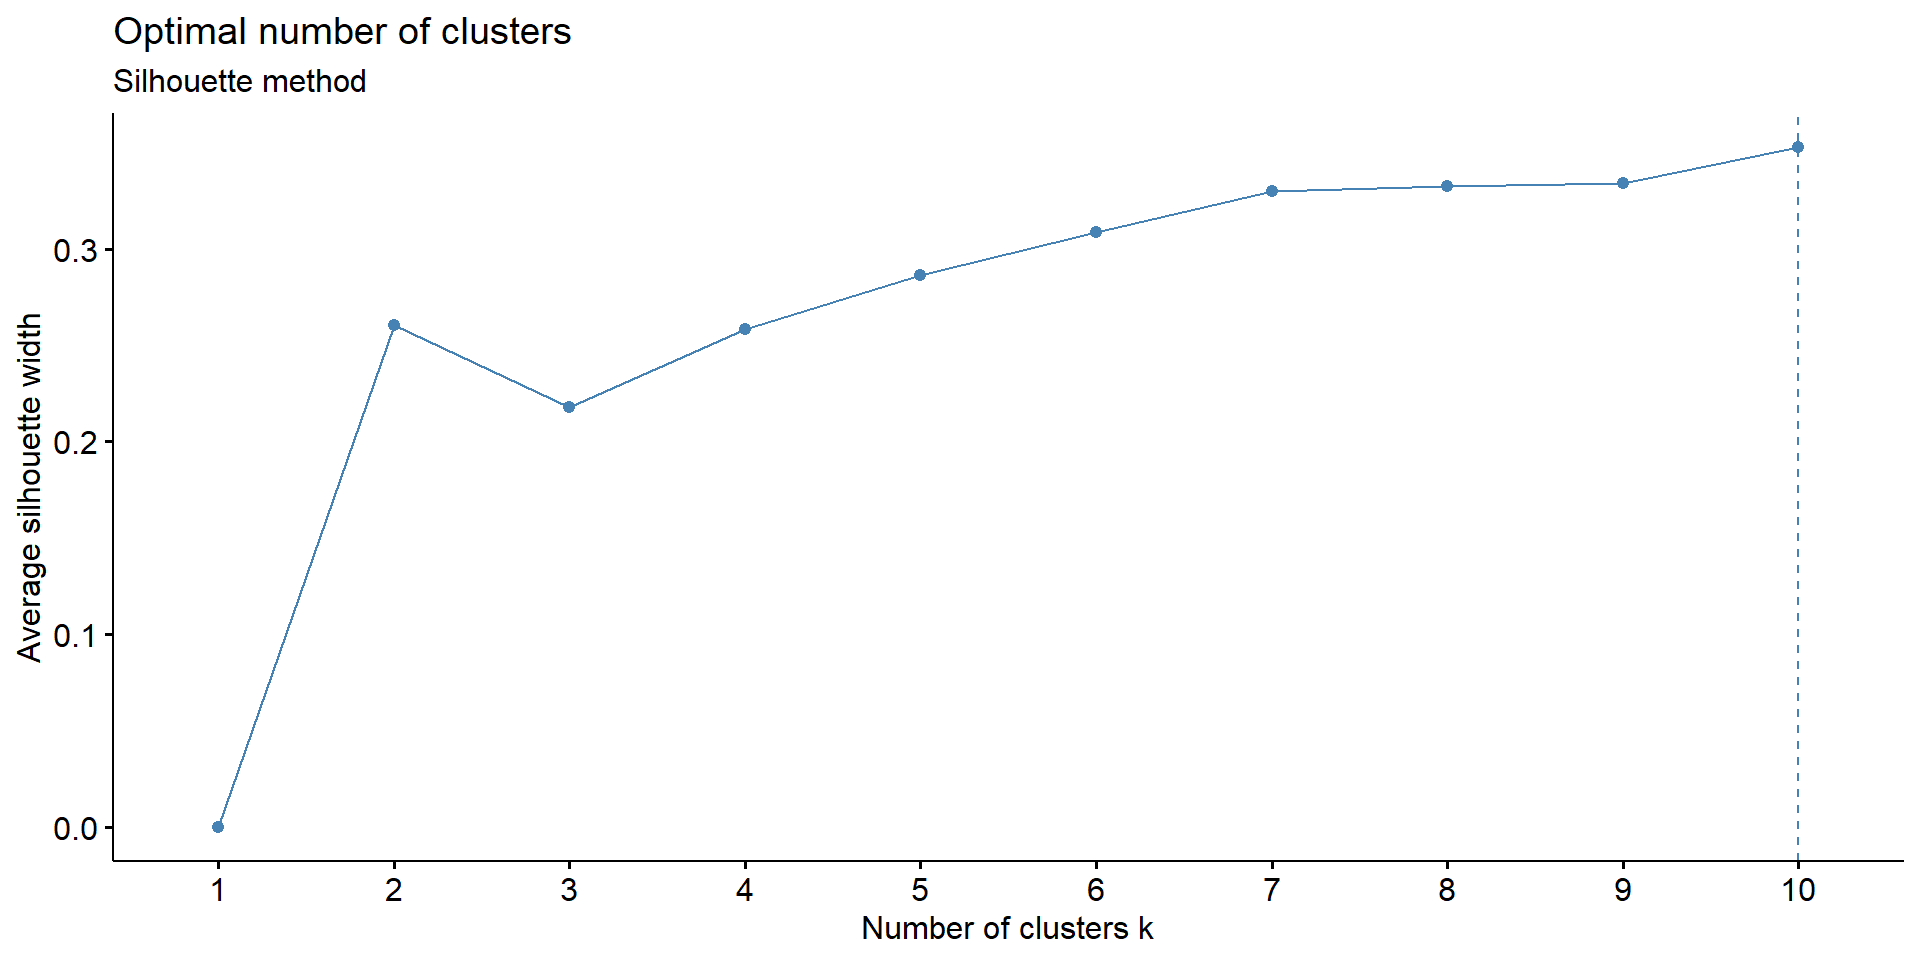 Optimal number of clusters
Silhouette method
Average silhouette width
0.3
0.2
0.1
0.0
1 2 3 4 5 6 7 8 9 10
Number of clusters k